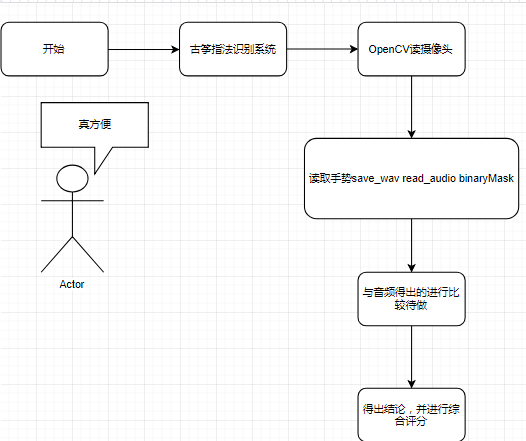 开始
古筝指法识别系统
OpenCV读摄像头
真方便
读取手势save_wav read_audio binaryMask
Actor
与音频得出的进行比
较待做
得出结论，并进行综
合评分